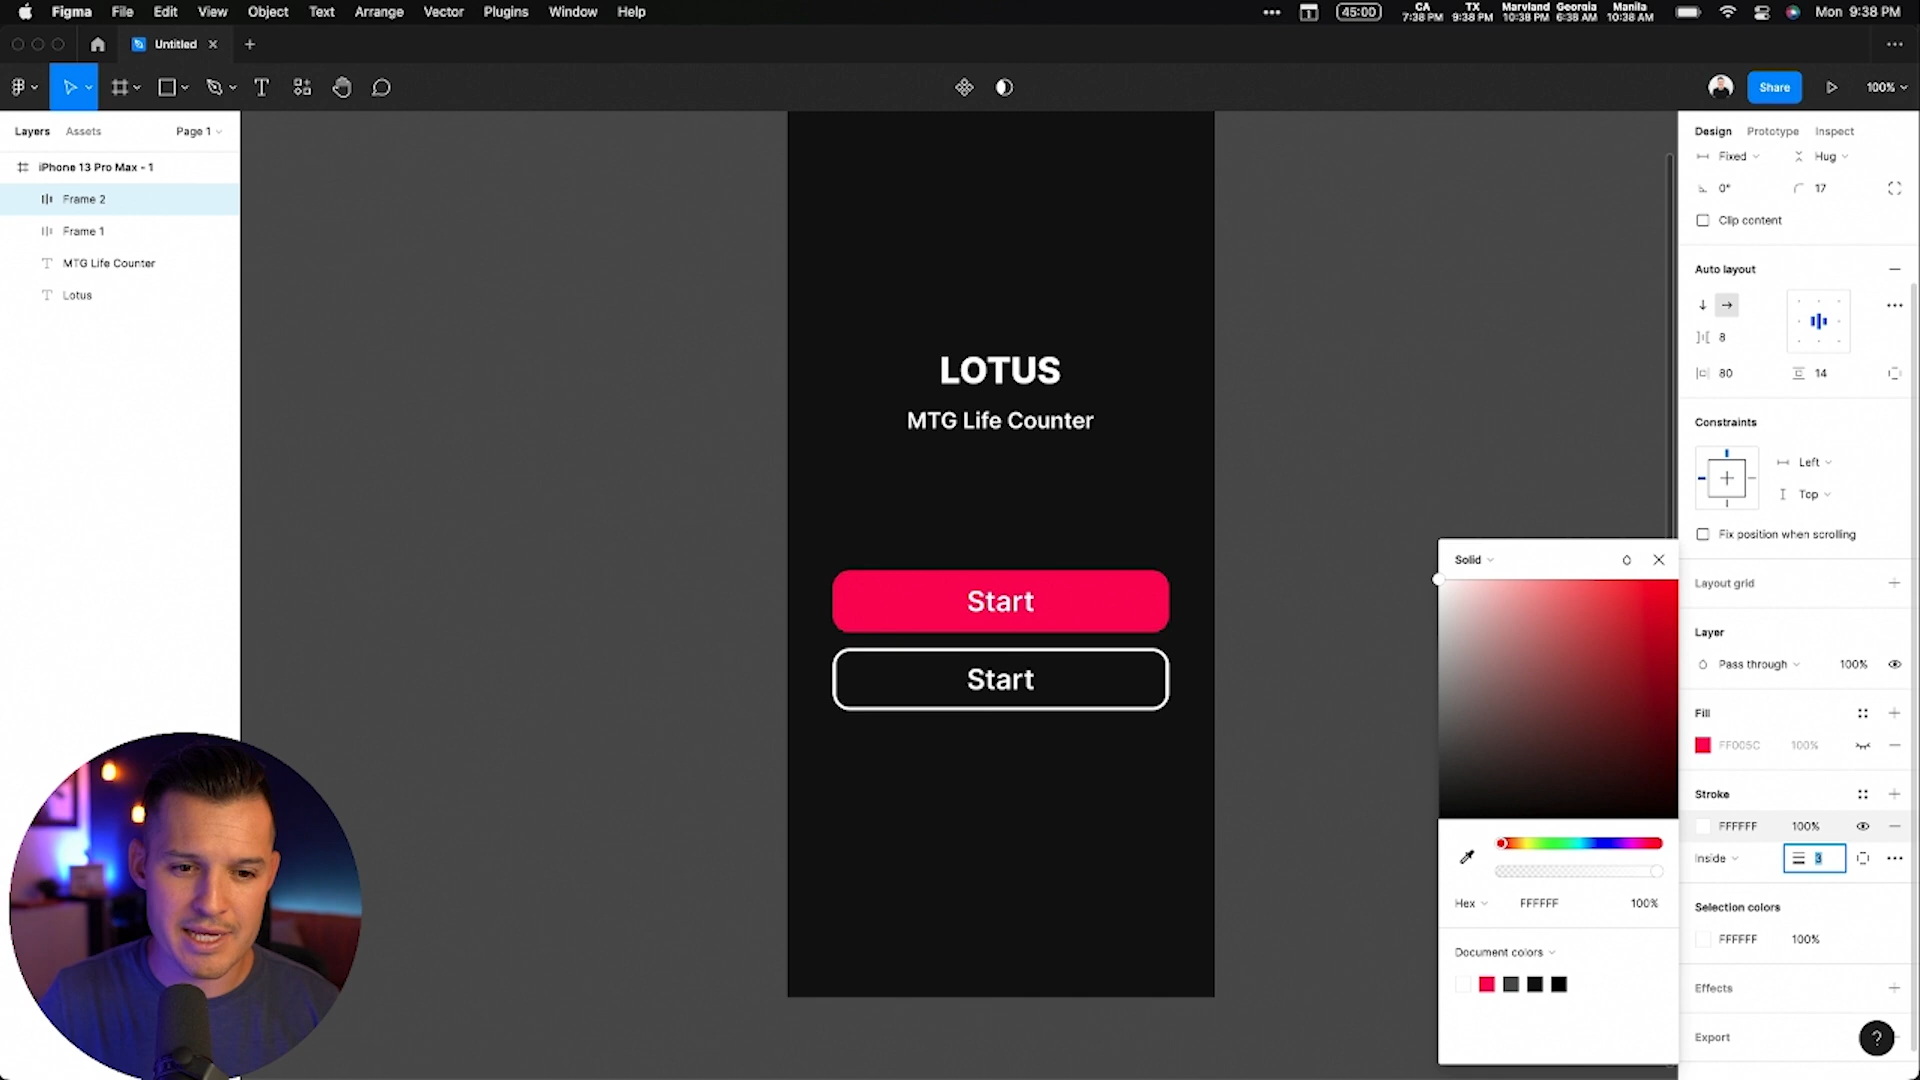 Figma File Edit View Object Text Arrange Vector Plugins Window Help
1 45:00 CA 7:38 PM TX 9:38 PM Maryland 10:38 PM Georgia 6:38 AM Manila 10:38 AM Mon 9:38 PM
Untitled
Share 100%
Layers Assets Page 1
iPhone 13 Pro Max - 1
Frame 2
Frame 1
MTG Life Counter
Lotus
LOTUS
MTG Life Counter
Start
Start
Solid
Hex FFFFFF 100%
Document colors
Design Prototype Inspect
Fixed Hug
0° 17
Clip content
Auto layout
8
80 14
Constraints
Left
Top
Fix position when scrolling
Layout grid
Layer
Pass through 100%
Fill
FF005C 100%
Stroke
FFFFFF 100%
Inside 3
Selection colors
FFFFFF 100%
Effects
Export
?